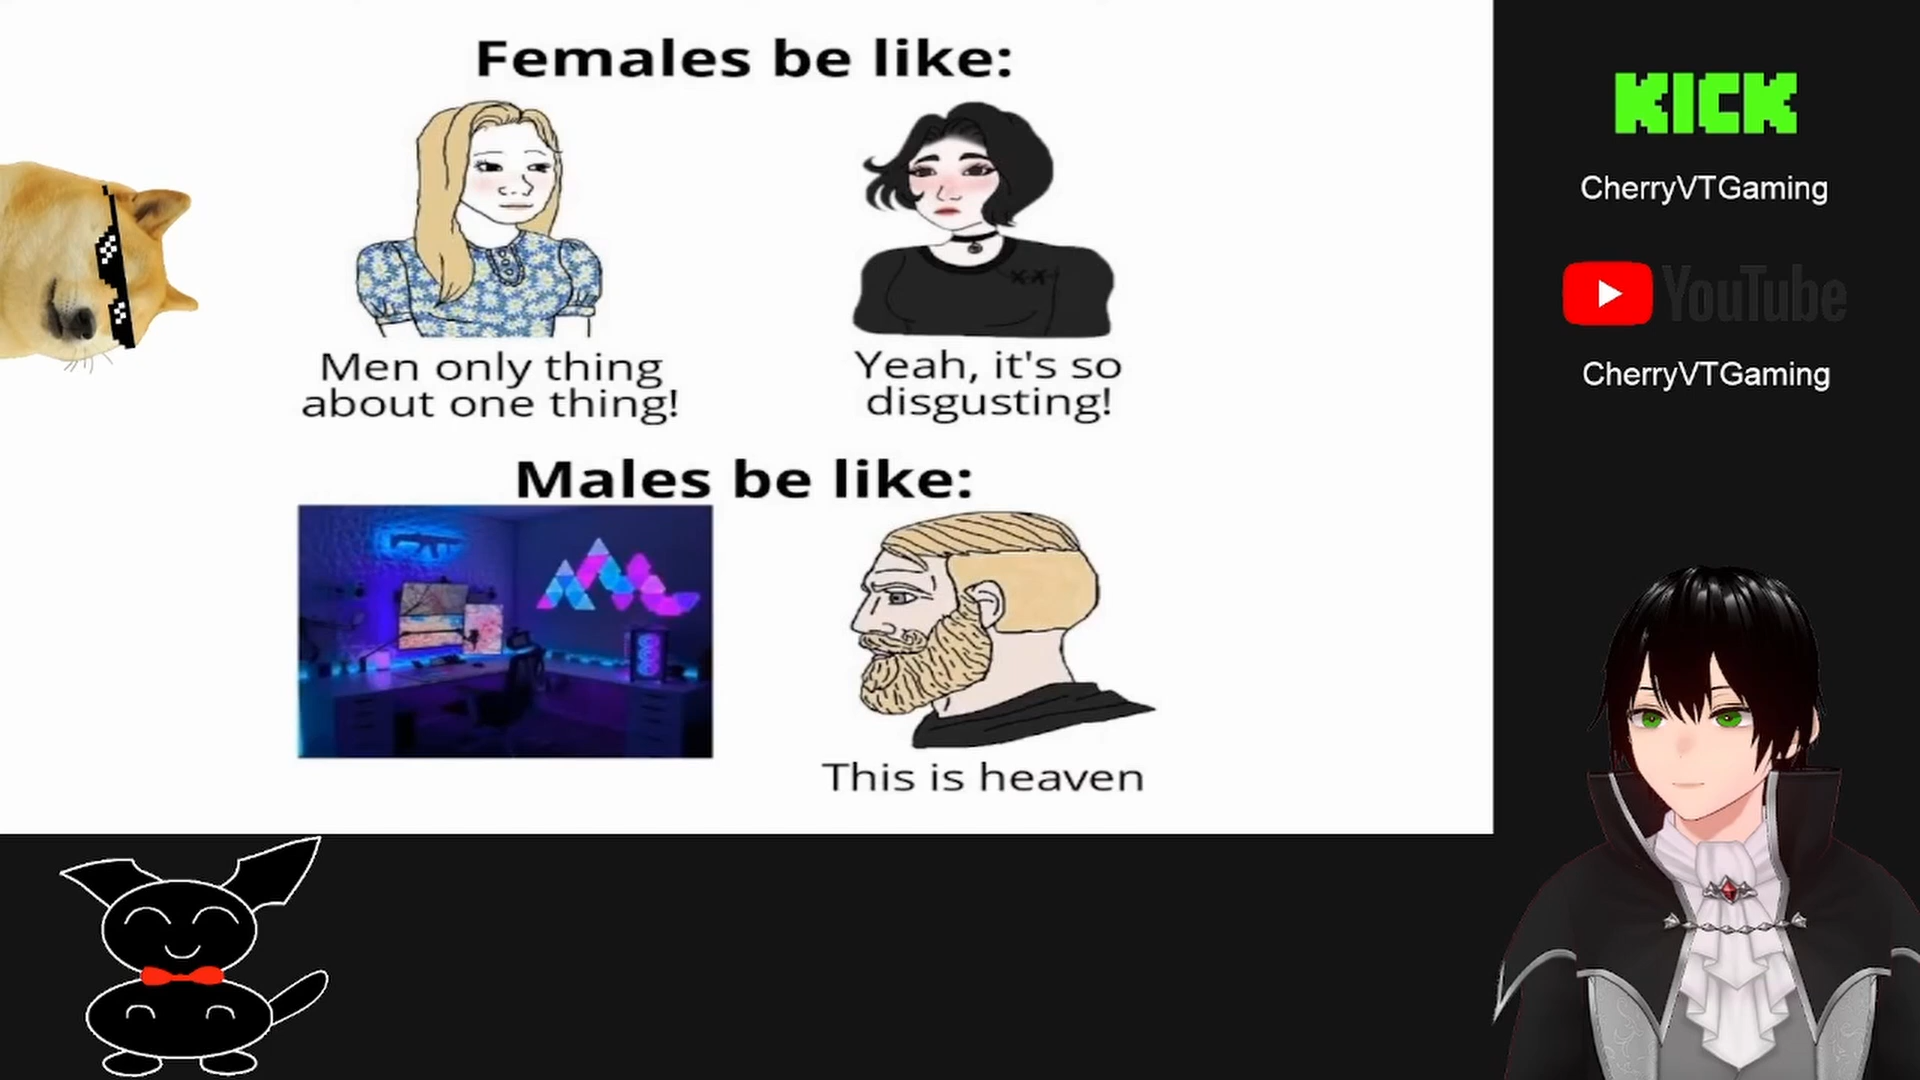 Females be like:
Men only thing
about one thing!
Yeah, it's so
disgusting!
Males be like:
This is heaven
KICK
CherryVTGaming
YouTube
CherryVTGaming